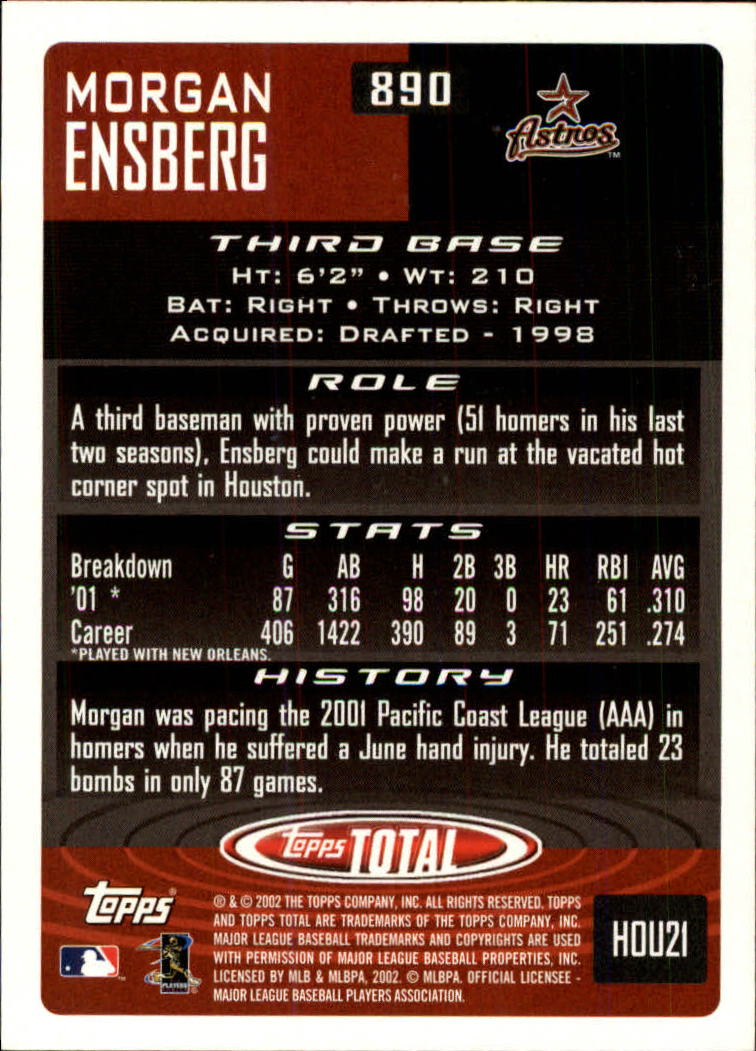 MORGAN
ENSBERG
890
Astros
TM
THIRD BASE
HT: 6'2" • WT: 210
BAT: RIGHT • THROWS: RIGHT
ACQUIRED: DRAFTED - 1998
ROLE
A third baseman with proven power (51 homers in his last
two seasons), Ensberg could make a run at the vacated hot
corner spot in Houston.
STATS
Breakdown G AB H 2B 3B HR RBI AVG
'01 * 87 316 98 20 0 23 61 .310
Career 406 1422 390 89 3 71 251 .274
*PLAYED WITH NEW ORLEANS.
HISTORY
Morgan was pacing the 2001 Pacific Coast League (AAA) in
homers when he suffered a June hand injury. He totaled 23
bombs in only 87 games.
topps TOTAL
topps®
® & © 2002 THE TOPPS COMPANY, INC. ALL RIGHTS RESERVED. TOPPS
AND TOPPS TOTAL ARE TRADEMARKS OF THE TOPPS COMPANY, INC.
MAJOR LEAGUE BASEBALL TRADEMARKS AND COPYRIGHTS ARE USED
WITH PERMISSION OF MAJOR LEAGUE BASEBALL PROPERTIES, INC.
LICENSED BY MLB & MLBPA, 2002. © MLBPA. OFFICIAL LICENSEE -
MAJOR LEAGUE BASEBALL PLAYERS ASSOCIATION.
HOU21
PLAYERS